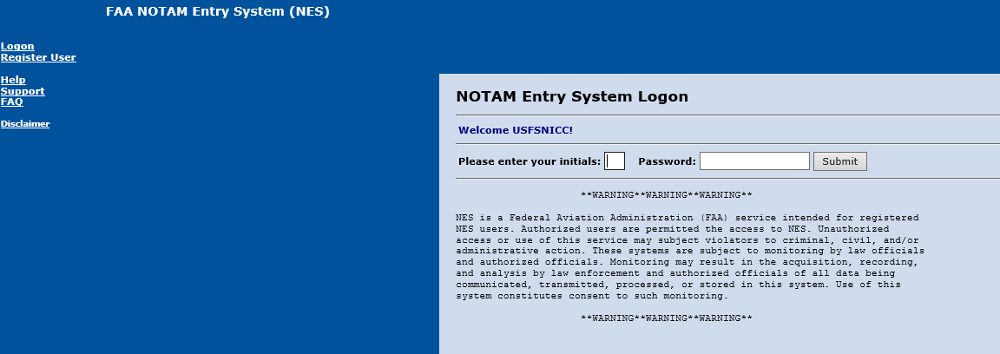 FAA NOTAM Entry System (NES)
Logon
Register User
Help
Support
FAQ
Disclaimer
NOTAM Entry System Logon
Welcome USFSNICC!
Please enter your initials: Password: Submit
**WARNING**WARNING**WARNING**
NES is a Federal Aviation Administration (FAA) service intended for registered
NES users. Authorized users are permitted the access to NES. Unauthorized
access or use of this service may subject violators to criminal, civil, and/or
administrative action. These systems are subject to monitoring by law officials
and authorized officials. Monitoring may result in the acquisition, recording,
and analysis by law enforcement and authorized officials of all data being
communicated, transmitted, processed, or stored in this system. Use of this
system constitutes consent to such monitoring.
**WARNING**WARNING**WARNING**